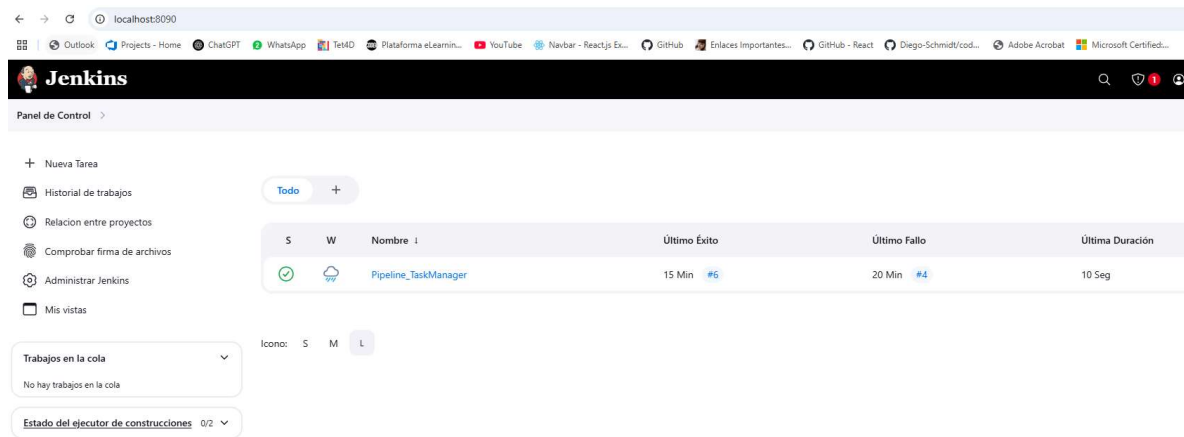 localhost:8090
Outlook Projects - Home ChatGPT WhatsApp Tet4D Plataforma eLearnin... YouTube Navbar - React.js Ex... GitHub Enlaces Importantes... GitHub - React Diego-Schmidt/cod... Adobe Acrobat Microsoft Certified:...
Jenkins
1
Panel de Control >
+ Nueva Tarea
Historial de trabajos
Relacion entre proyectos
Comprobar firma de archivos
Administrar Jenkins
Mis vistas
Trabajos en la cola
No hay trabajos en la cola
Estado del ejecutor de construcciones 0/2
Todo +
S W Nombre ↓ Último Éxito Último Fallo Última Duración
Pipeline_TaskManager 15 Min #6 20 Min #4 10 Seg
Icono: S M L